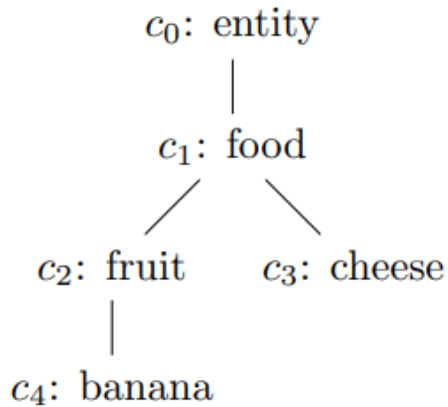 c₀: entity
c₁: food
c₂: fruit c₃: cheese
c₄: banana